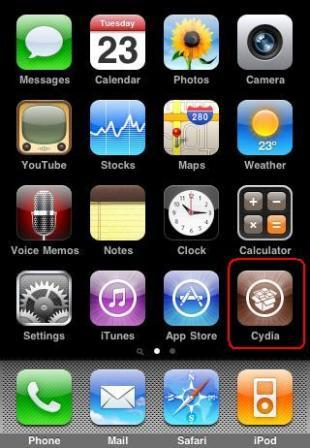 Messages Calendar Photos Camera
Tuesday
23
280
YouTube Stocks Maps Weather
23°
Voice Memos Notes Clock Calculator
Settings iTunes App Store Cydia
Phone Mail Safari iPod